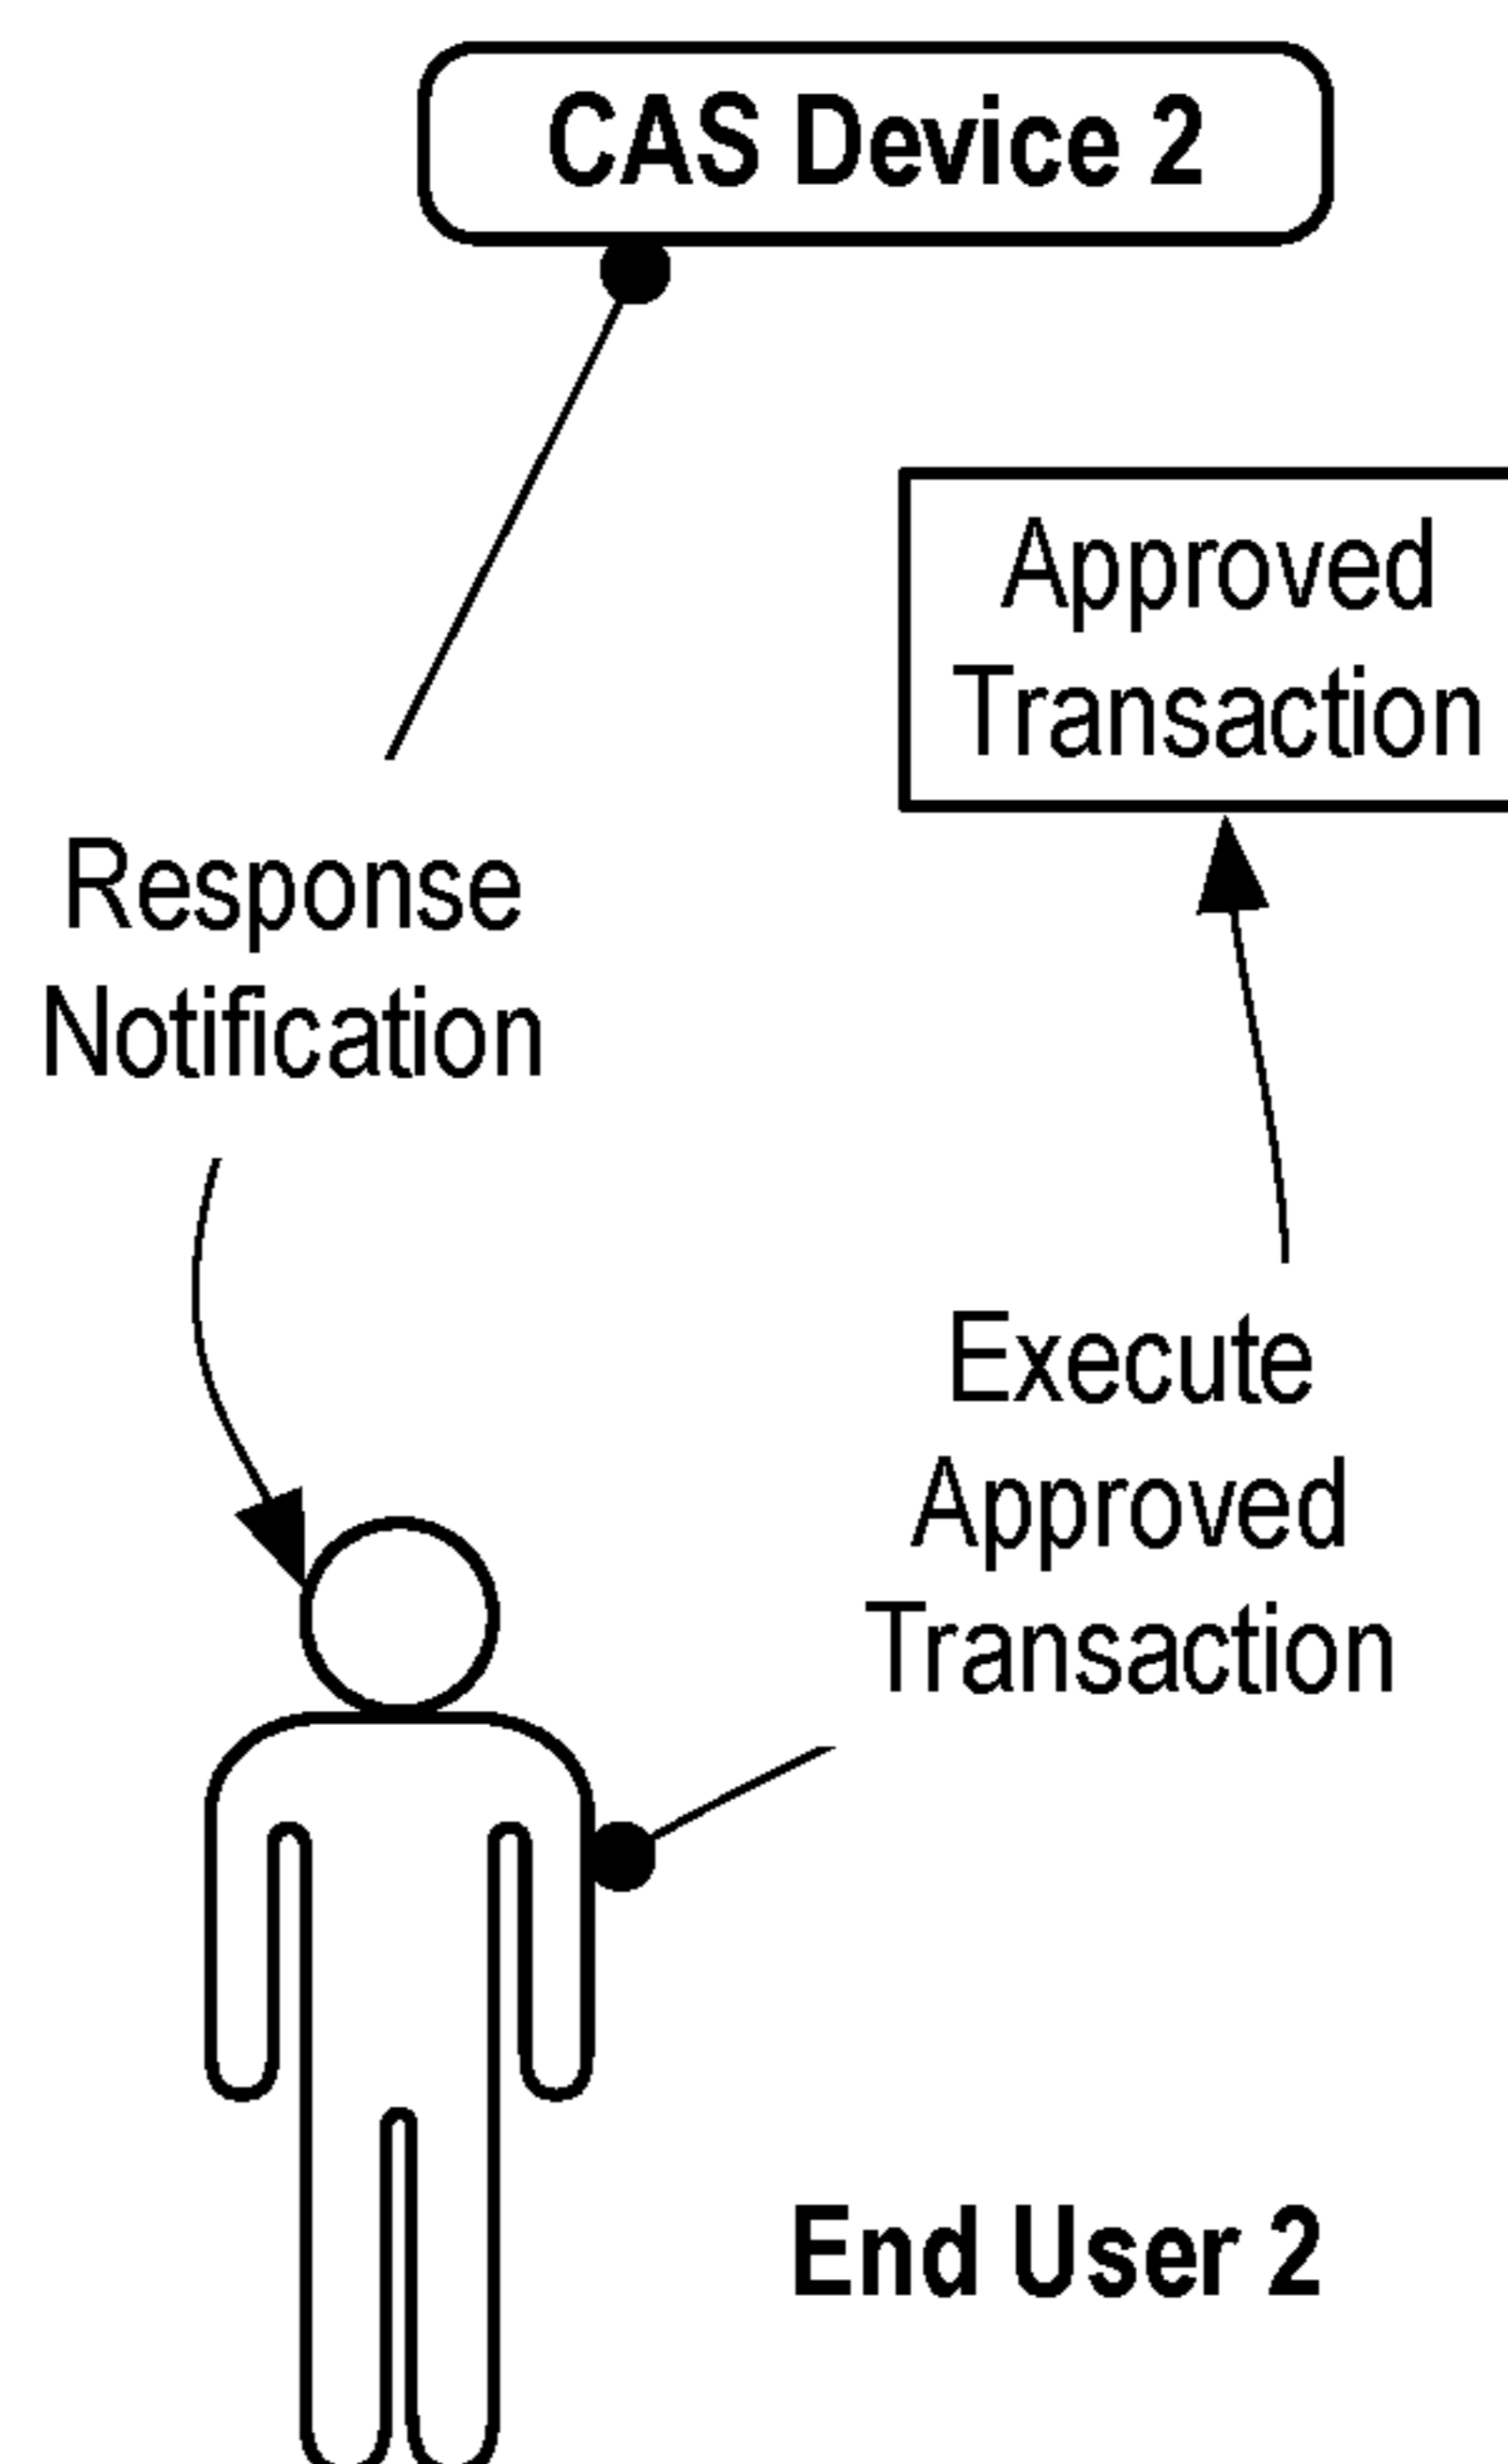 CAS Device 2
Approved
Transaction
Response
Notification
Execute
Approved
Transaction
End User 2